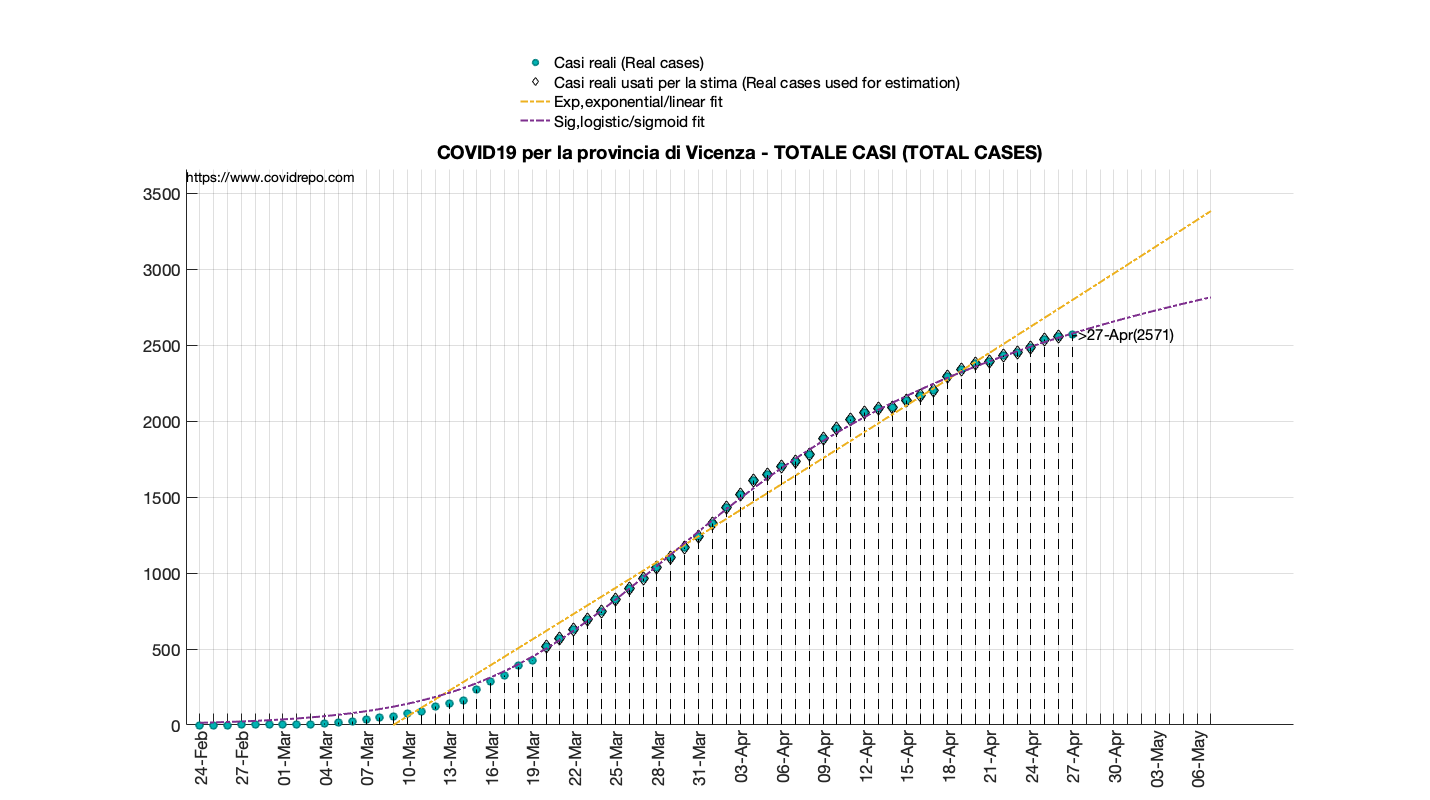 Casi reali (Real cases)
Casi reali usati per la stima (Real cases used for estimation)
Exp,exponential/linear fit
Sig,logistic/sigmoid fit
COVID19 per la provincia di Vicenza - TOTALE CASI (TOTAL CASES)
https://www.covidrepo.com
3500
3000
2500
2000
1500
1000
500
0
>27-Apr(2571)
24-Feb
27-Feb
01-Mar
04-Mar
07-Mar
10-Mar
13-Mar
16-Mar
19-Mar
22-Mar
25-Mar
28-Mar
31-Mar
03-Apr
06-Apr
09-Apr
12-Apr
15-Apr
18-Apr
21-Apr
24-Apr
27-Apr
30-Apr
03-May
06-May